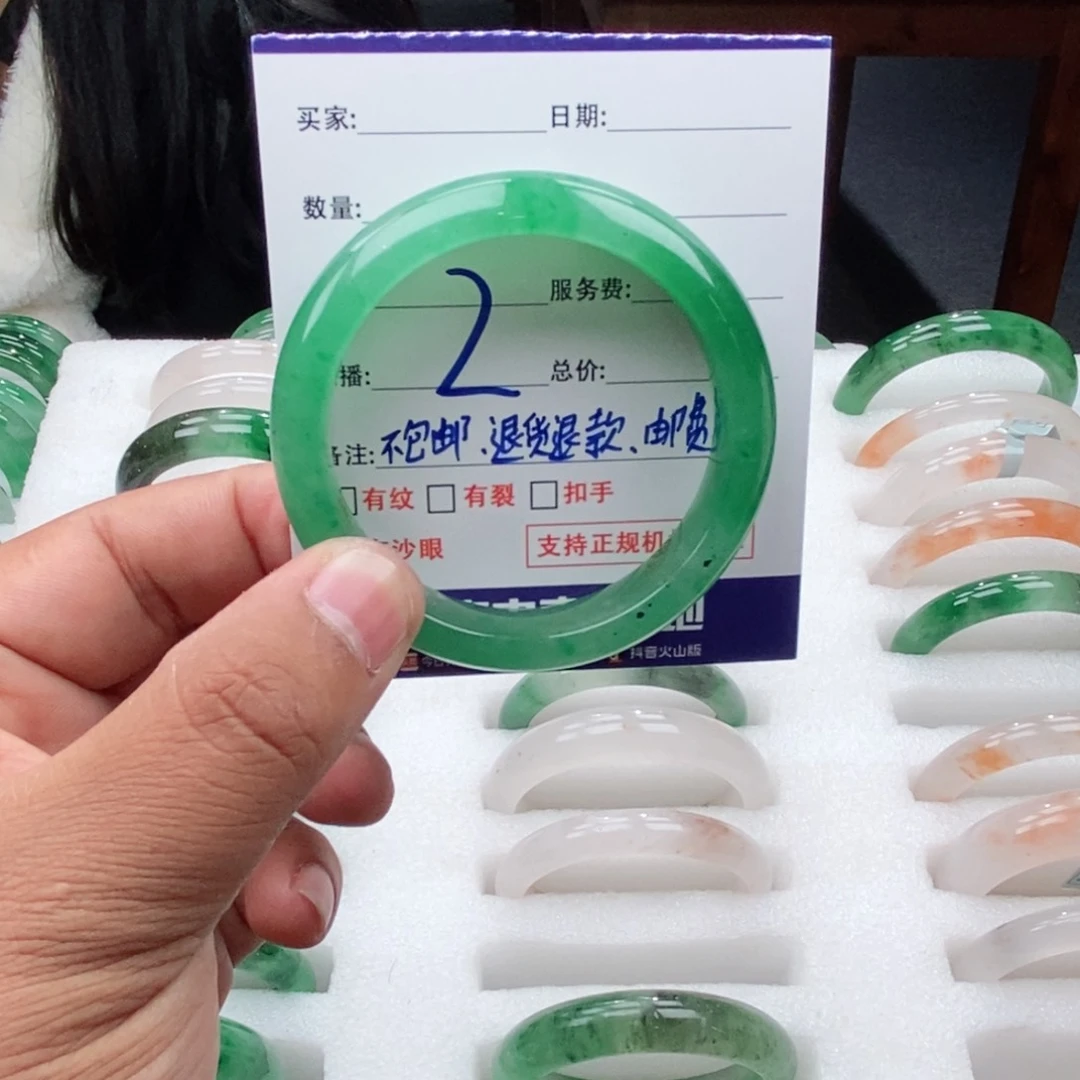 买家: 日期:
数量:
2 服务费:
播: 总价:
备注: 不包邮.退货退款、邮费
有纹 有裂 扣手
沙眼 支持正规机
抖音火山版